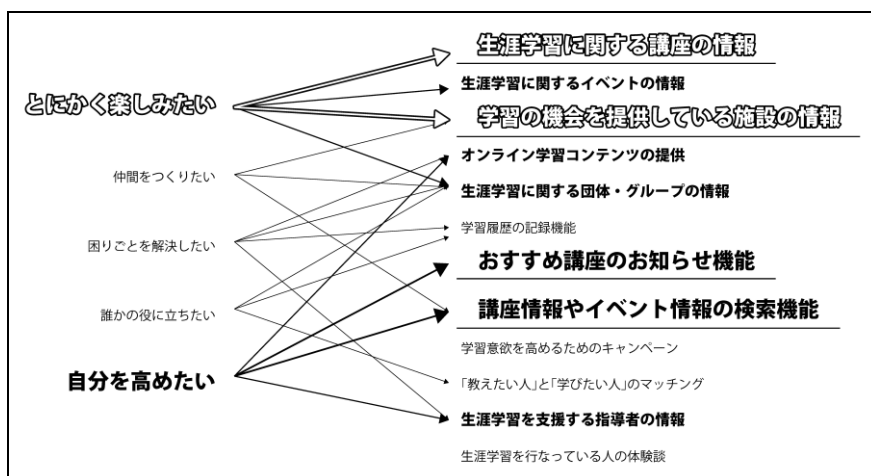 とにかく楽しみたい
仲間をつくりたい
困りごとを解決したい
誰かの役に立ちたい
自分を高めたい
生涯学習に関する講座の情報
生涯学習に関するイベントの情報
学習の機会を提供している施設の情報
オンライン学習コンテンツの提供
生涯学習に関する団体・グループの情報
学習履歴の記録機能
おすすめ講座のお知らせ機能
講座情報やイベント情報の検索機能
学習意欲を高めるためのキャンペーン
「教えたい人」と「学びたい人」のマッチング
生涯学習を支援する指導者の情報
生涯学習を行なっている人の体験談